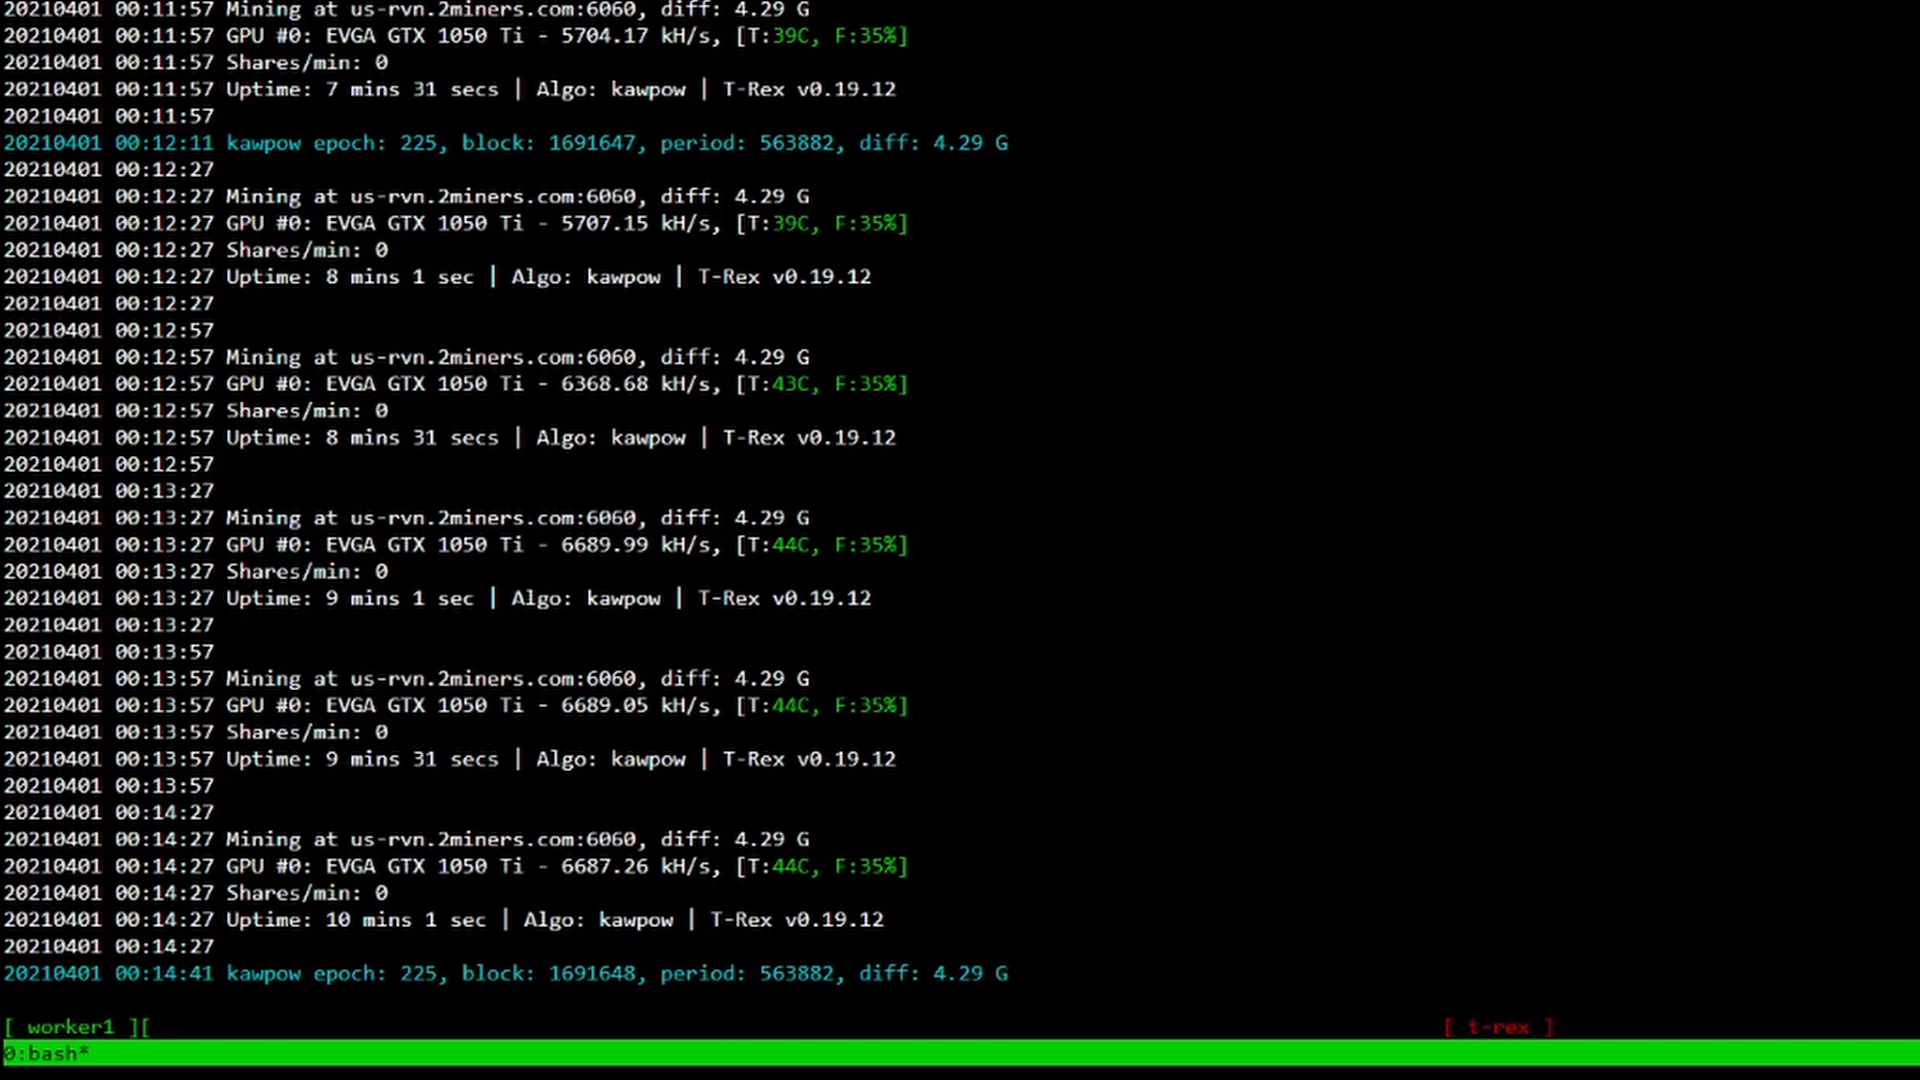 20210401 00:11:57 Mining at us-rvn.2miners.com:6060, diff: 4.29 G
20210401 00:11:57 GPU #0: EVGA GTX 1050 Ti - 5704.17 kH/s, [T:39C, F:35%]
20210401 00:11:57 Shares/min: 0
20210401 00:11:57 Uptime: 7 mins 31 secs | Algo: kawpow | T-Rex v0.19.12
20210401 00:11:57
20210401 00:12:11 kawpow epoch: 225, block: 1691647, period: 563882, diff: 4.29 G
20210401 00:12:27
20210401 00:12:27 Mining at us-rvn.2miners.com:6060, diff: 4.29 G
20210401 00:12:27 GPU #0: EVGA GTX 1050 Ti - 5707.15 kH/s, [T:39C, F:35%]
20210401 00:12:27 Shares/min: 0
20210401 00:12:27 Uptime: 8 mins 1 sec | Algo: kawpow | T-Rex v0.19.12
20210401 00:12:27
20210401 00:12:57
20210401 00:12:57 Mining at us-rvn.2miners.com:6060, diff: 4.29 G
20210401 00:12:57 GPU #0: EVGA GTX 1050 Ti - 6368.68 kH/s, [T:43C, F:35%]
20210401 00:12:57 Shares/min: 0
20210401 00:12:57 Uptime: 8 mins 31 secs | Algo: kawpow | T-Rex v0.19.12
20210401 00:12:57
20210401 00:13:27
20210401 00:13:27 Mining at us-rvn.2miners.com:6060, diff: 4.29 G
20210401 00:13:27 GPU #0: EVGA GTX 1050 Ti - 6689.99 kH/s, [T:44C, F:35%]
20210401 00:13:27 Shares/min: 0
20210401 00:13:27 Uptime: 9 mins 1 sec | Algo: kawpow | T-Rex v0.19.12
20210401 00:13:27
20210401 00:13:57
20210401 00:13:57 Mining at us-rvn.2miners.com:6060, diff: 4.29 G
20210401 00:13:57 GPU #0: EVGA GTX 1050 Ti - 6689.05 kH/s, [T:44C, F:35%]
20210401 00:13:57 Shares/min: 0
20210401 00:13:57 Uptime: 9 mins 31 secs | Algo: kawpow | T-Rex v0.19.12
20210401 00:13:57
20210401 00:14:27
20210401 00:14:27 Mining at us-rvn.2miners.com:6060, diff: 4.29 G
20210401 00:14:27 GPU #0: EVGA GTX 1050 Ti - 6687.26 kH/s, [T:44C, F:35%]
20210401 00:14:27 Shares/min: 0
20210401 00:14:27 Uptime: 10 mins 1 sec | Algo: kawpow | T-Rex v0.19.12
20210401 00:14:27
20210401 00:14:41 kawpow epoch: 225, block: 1691648, period: 563882, diff: 4.29 G
[ worker1 ][ [ t-rex ]
0:bash*